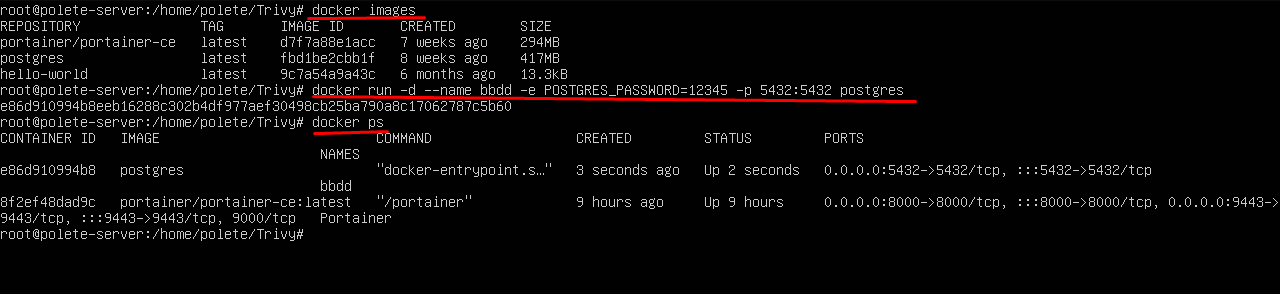 root@polete-server:/home/polete/Trivy# docker images
REPOSITORY TAG IMAGE ID CREATED SIZE
portainer/portainer-ce latest d7f7a88e1acc 7 weeks ago 294MB
postgres latest fbd1be2cbb1f 8 weeks ago 417MB
hello-world latest 9c7a54a9a43c 6 months ago 13.3kB
root@polete-server:/home/polete/Trivy# docker run -d --name bbdd -e POSTGRES_PASSWORD=12345 -p 5432:5432 postgres
e86d910994b8eeb16288c302b4df977aef30498cb25ba790a8c17062787c5b60
root@polete-server:/home/polete/Trivy# docker ps
CONTAINER ID IMAGE COMMAND CREATED STATUS PORTS
NAMES
e86d910994b8 postgres "docker-entrypoint.s…" 3 seconds ago Up 2 seconds 0.0.0.0:5432->5432/tcp, :::5432->5432/tcp
bbdd
8f2ef48dad9c portainer/portainer-ce:latest "/portainer" 9 hours ago Up 9 hours 0.0.0.0:8000->8000/tcp, :::8000->8000/tcp, 0.0.0.0:9443->
9443/tcp, :::9443->9443/tcp, 9000/tcp Portainer
root@polete-server:/home/polete/Trivy#